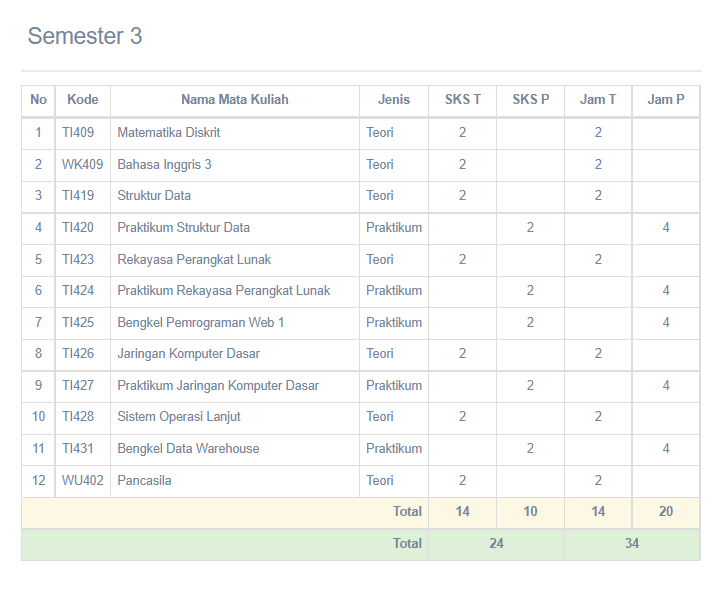 Semester 3
No Kode Nama Mata Kuliah Jenis SKS T SKS P Jam T Jam P
1 TI409 Matematika Diskrit Teori 2 2
2 WK409 Bahasa Inggris 3 Teori 2 2
3 TI419 Struktur Data Teori 2 2
4 TI420 Praktikum Struktur Data Praktikum 2 4
5 TI423 Rekayasa Perangkat Lunak Teori 2 2
6 TI424 Praktikum Rekayasa Perangkat Lunak Praktikum 2 4
7 TI425 Bengkel Pemrograman Web 1 Praktikum 2 4
8 TI426 Jaringan Komputer Dasar Teori 2 2
9 TI427 Praktikum Jaringan Komputer Dasar Praktikum 2 4
10 TI428 Sistem Operasi Lanjut Teori 2 2
11 TI431 Bengkel Data Warehouse Praktikum 2 4
12 WU402 Pancasila Teori 2 2
Total 14 10 14 20
Total 24 34